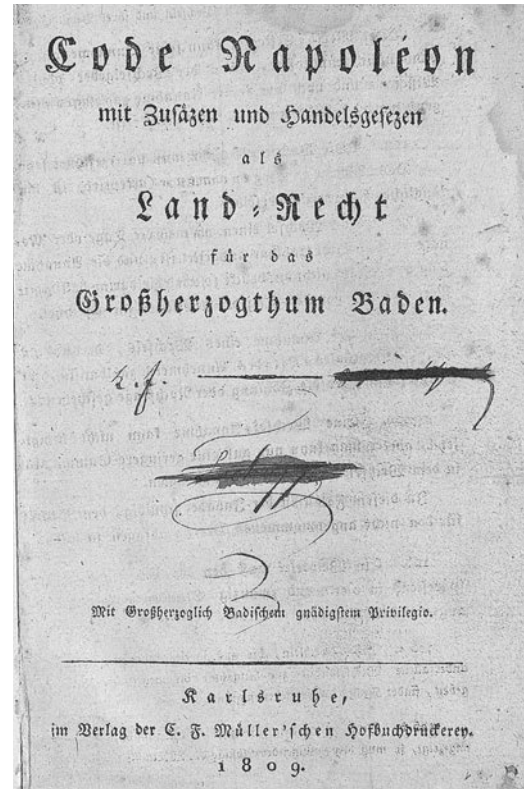 Code Napoléon
mit Zusäzen und Handelsgesezen
als
Land-Recht
für das
Großherzogthum Baden.
Mit Großherzoglich Badischem gnädigstem Privilegio.
Karlsruhe,
im Verlag der C. F. Müller'schen Hofbuchdruckerey.
1809.